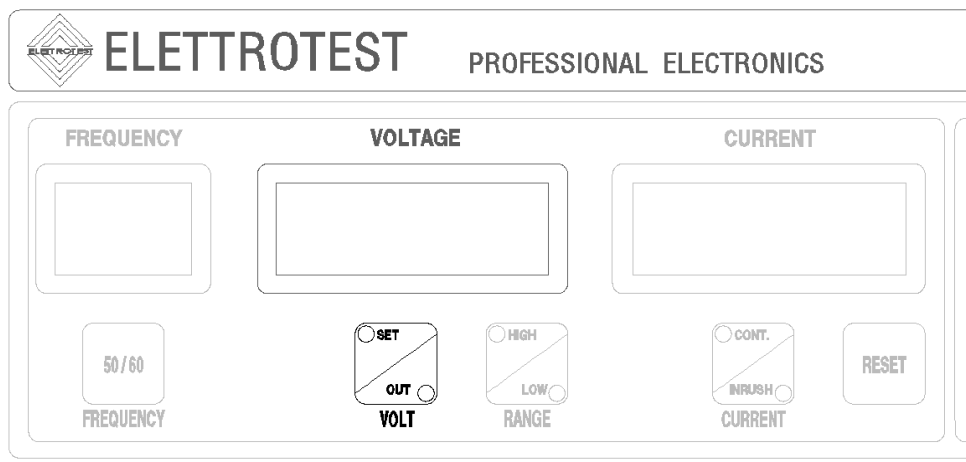 ELETTROTEST
ELETTROTEST PROFESSIONAL ELECTRONICS
FREQUENCY VOLTAGE CURRENT
SET HIGH CONT.
50/60 RESET
OUT LOW INRUSH
FREQUENCY VOLT RANGE CURRENT